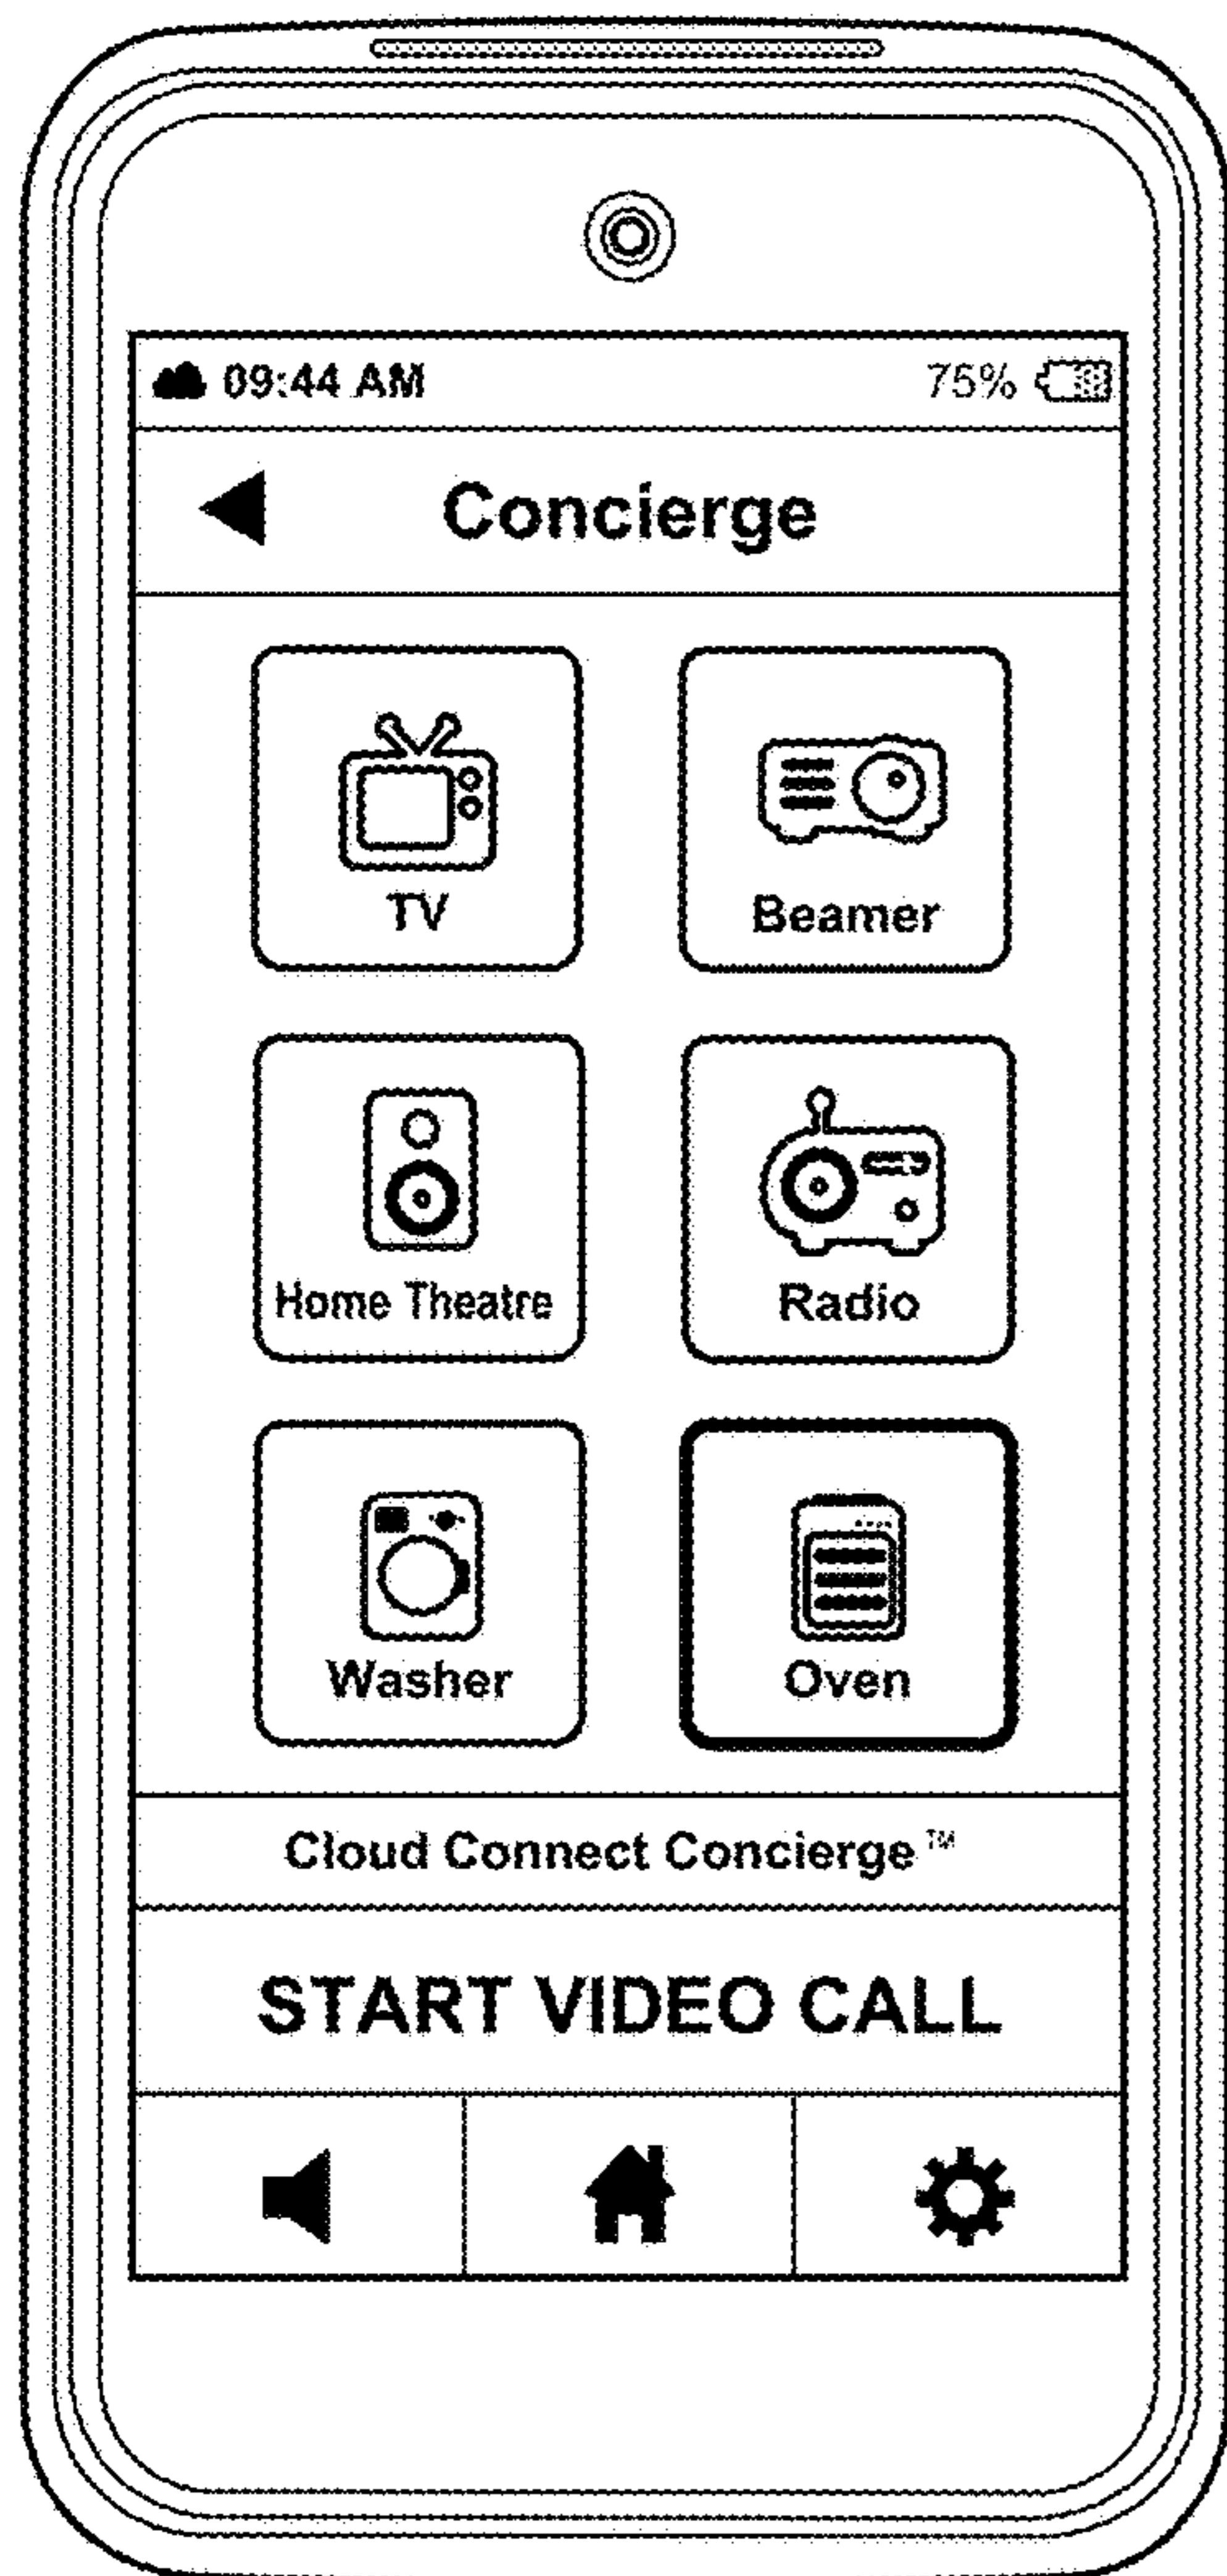 09:44 AM 75%
Concierge
TV Beamer
Home Theatre Radio
Washer Oven
Cloud Connect Concierge™
START VIDEO CALL